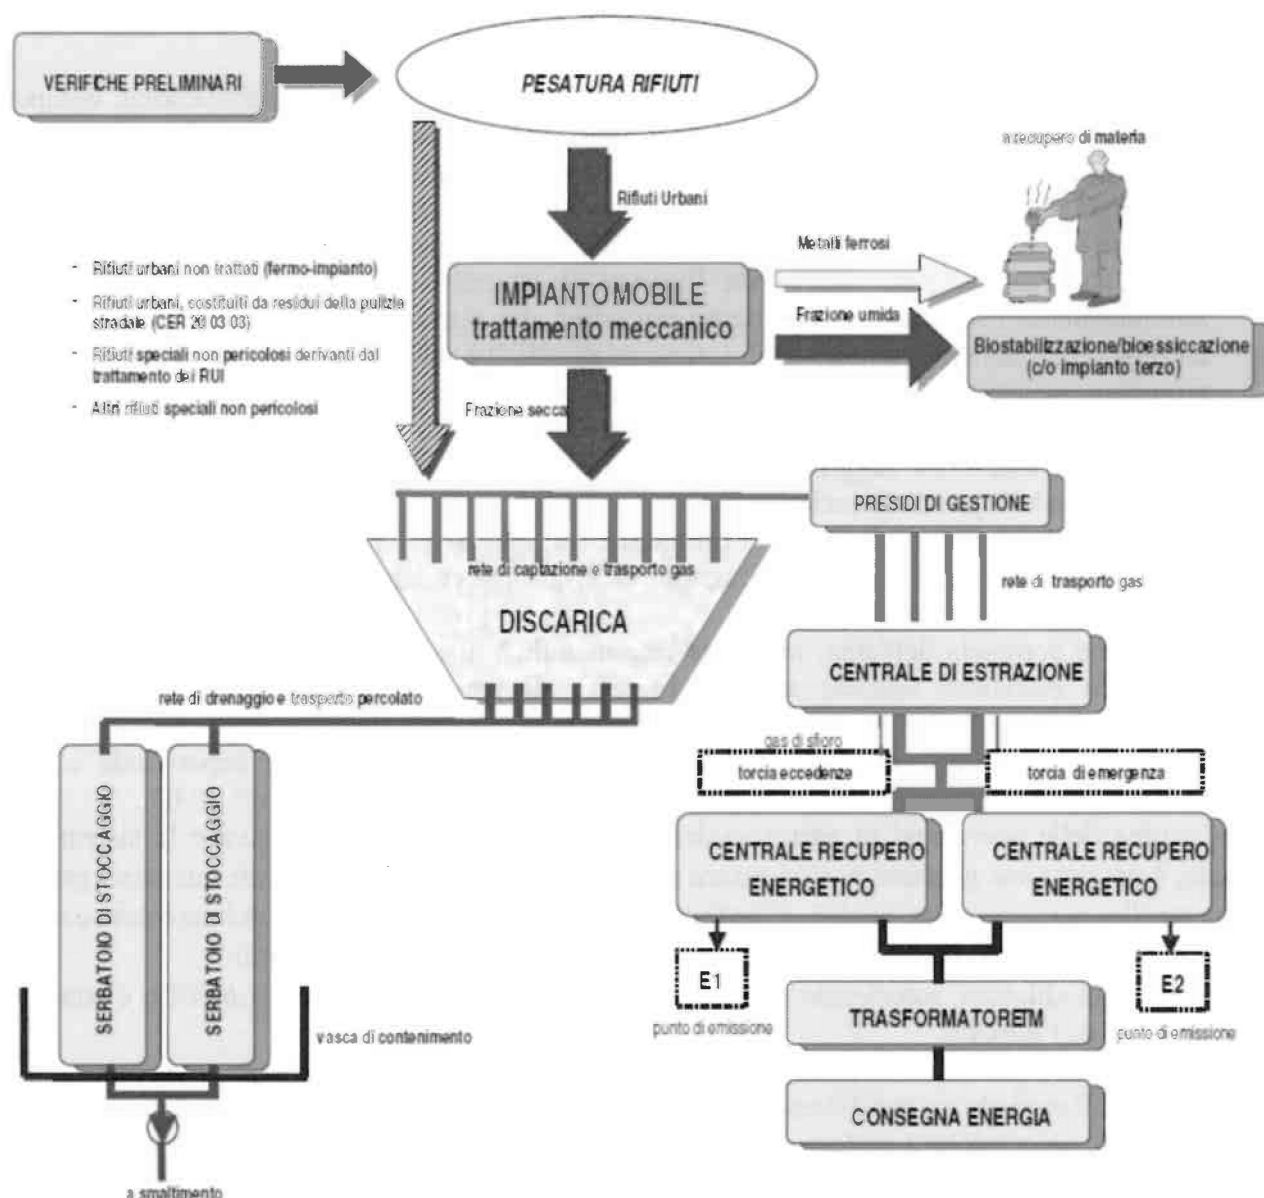 VERIFCHE PRELIMINARI
PESATURA RIFIUTI
a recupero di materia
Rifiuti Urbani
Metalli ferrosi
- Rifiuti urbani non trattati (fermo-impianto)
- Rifiuti urbani, costituiti da residui della pulizia
stradale (CER 20 03 03)
- Rifiuti speciali non pericolosi derivanti dal
trattamento dei RUI
- Altri rifiuti speciali non pericolosi
IMPIANTO MOBILE
trattamento meccanico
Frazione umida
Biostabilizzazione/bioessiccazione
(c/o impianto terzo)
Frazione secca
PRESIDI DI GESTIONE
rete di captazione e trasporto gas
rete di trasporto gas
DISCARICA
CENTRALE DI ESTRAZIONE
rete di drenaggio e trasporto percolato
gas di sfioro
torcia eccedenze
torcia di emergenza
SERBATOIO DI STOCCAGGIO
SERBATOIO DI STOCCAGGIO
CENTRALE RECUPERO
ENERGETICO
CENTRALE RECUPERO
ENERGETICO
E1
E2
punto di emissione
punto di emissione
TRASFORMATORE TM
vasca di contenimento
CONSEGNA ENERGIA
a smaltimento